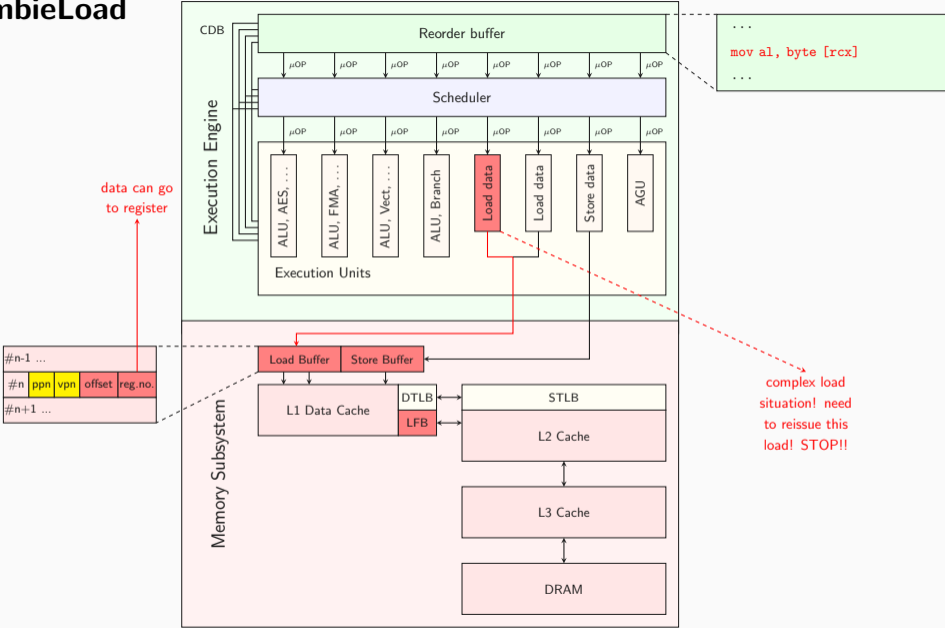 mbieLoad
CDB
Reorder buffer
...
mov al, byte [rcx]
...
μOP μOP μOP μOP μOP μOP μOP μOP
Scheduler
μOP μOP μOP μOP μOP μOP μOP μOP
Execution Engine
ALU, AES, ...
ALU, FMA, ...
ALU, Vect, ...
ALU, Branch
Load data
Load data
Store data
AGU
Execution Units
data can go
to register
#n-1 ...
#n ppn vpn offset reg.no.
#n+1 ...
Load Buffer Store Buffer
L1 Data Cache
DTLB
LFB
STLB
L2 Cache
L3 Cache
DRAM
Memory Subsystem
complex load
situation! need
to reissue this
load! STOP!!